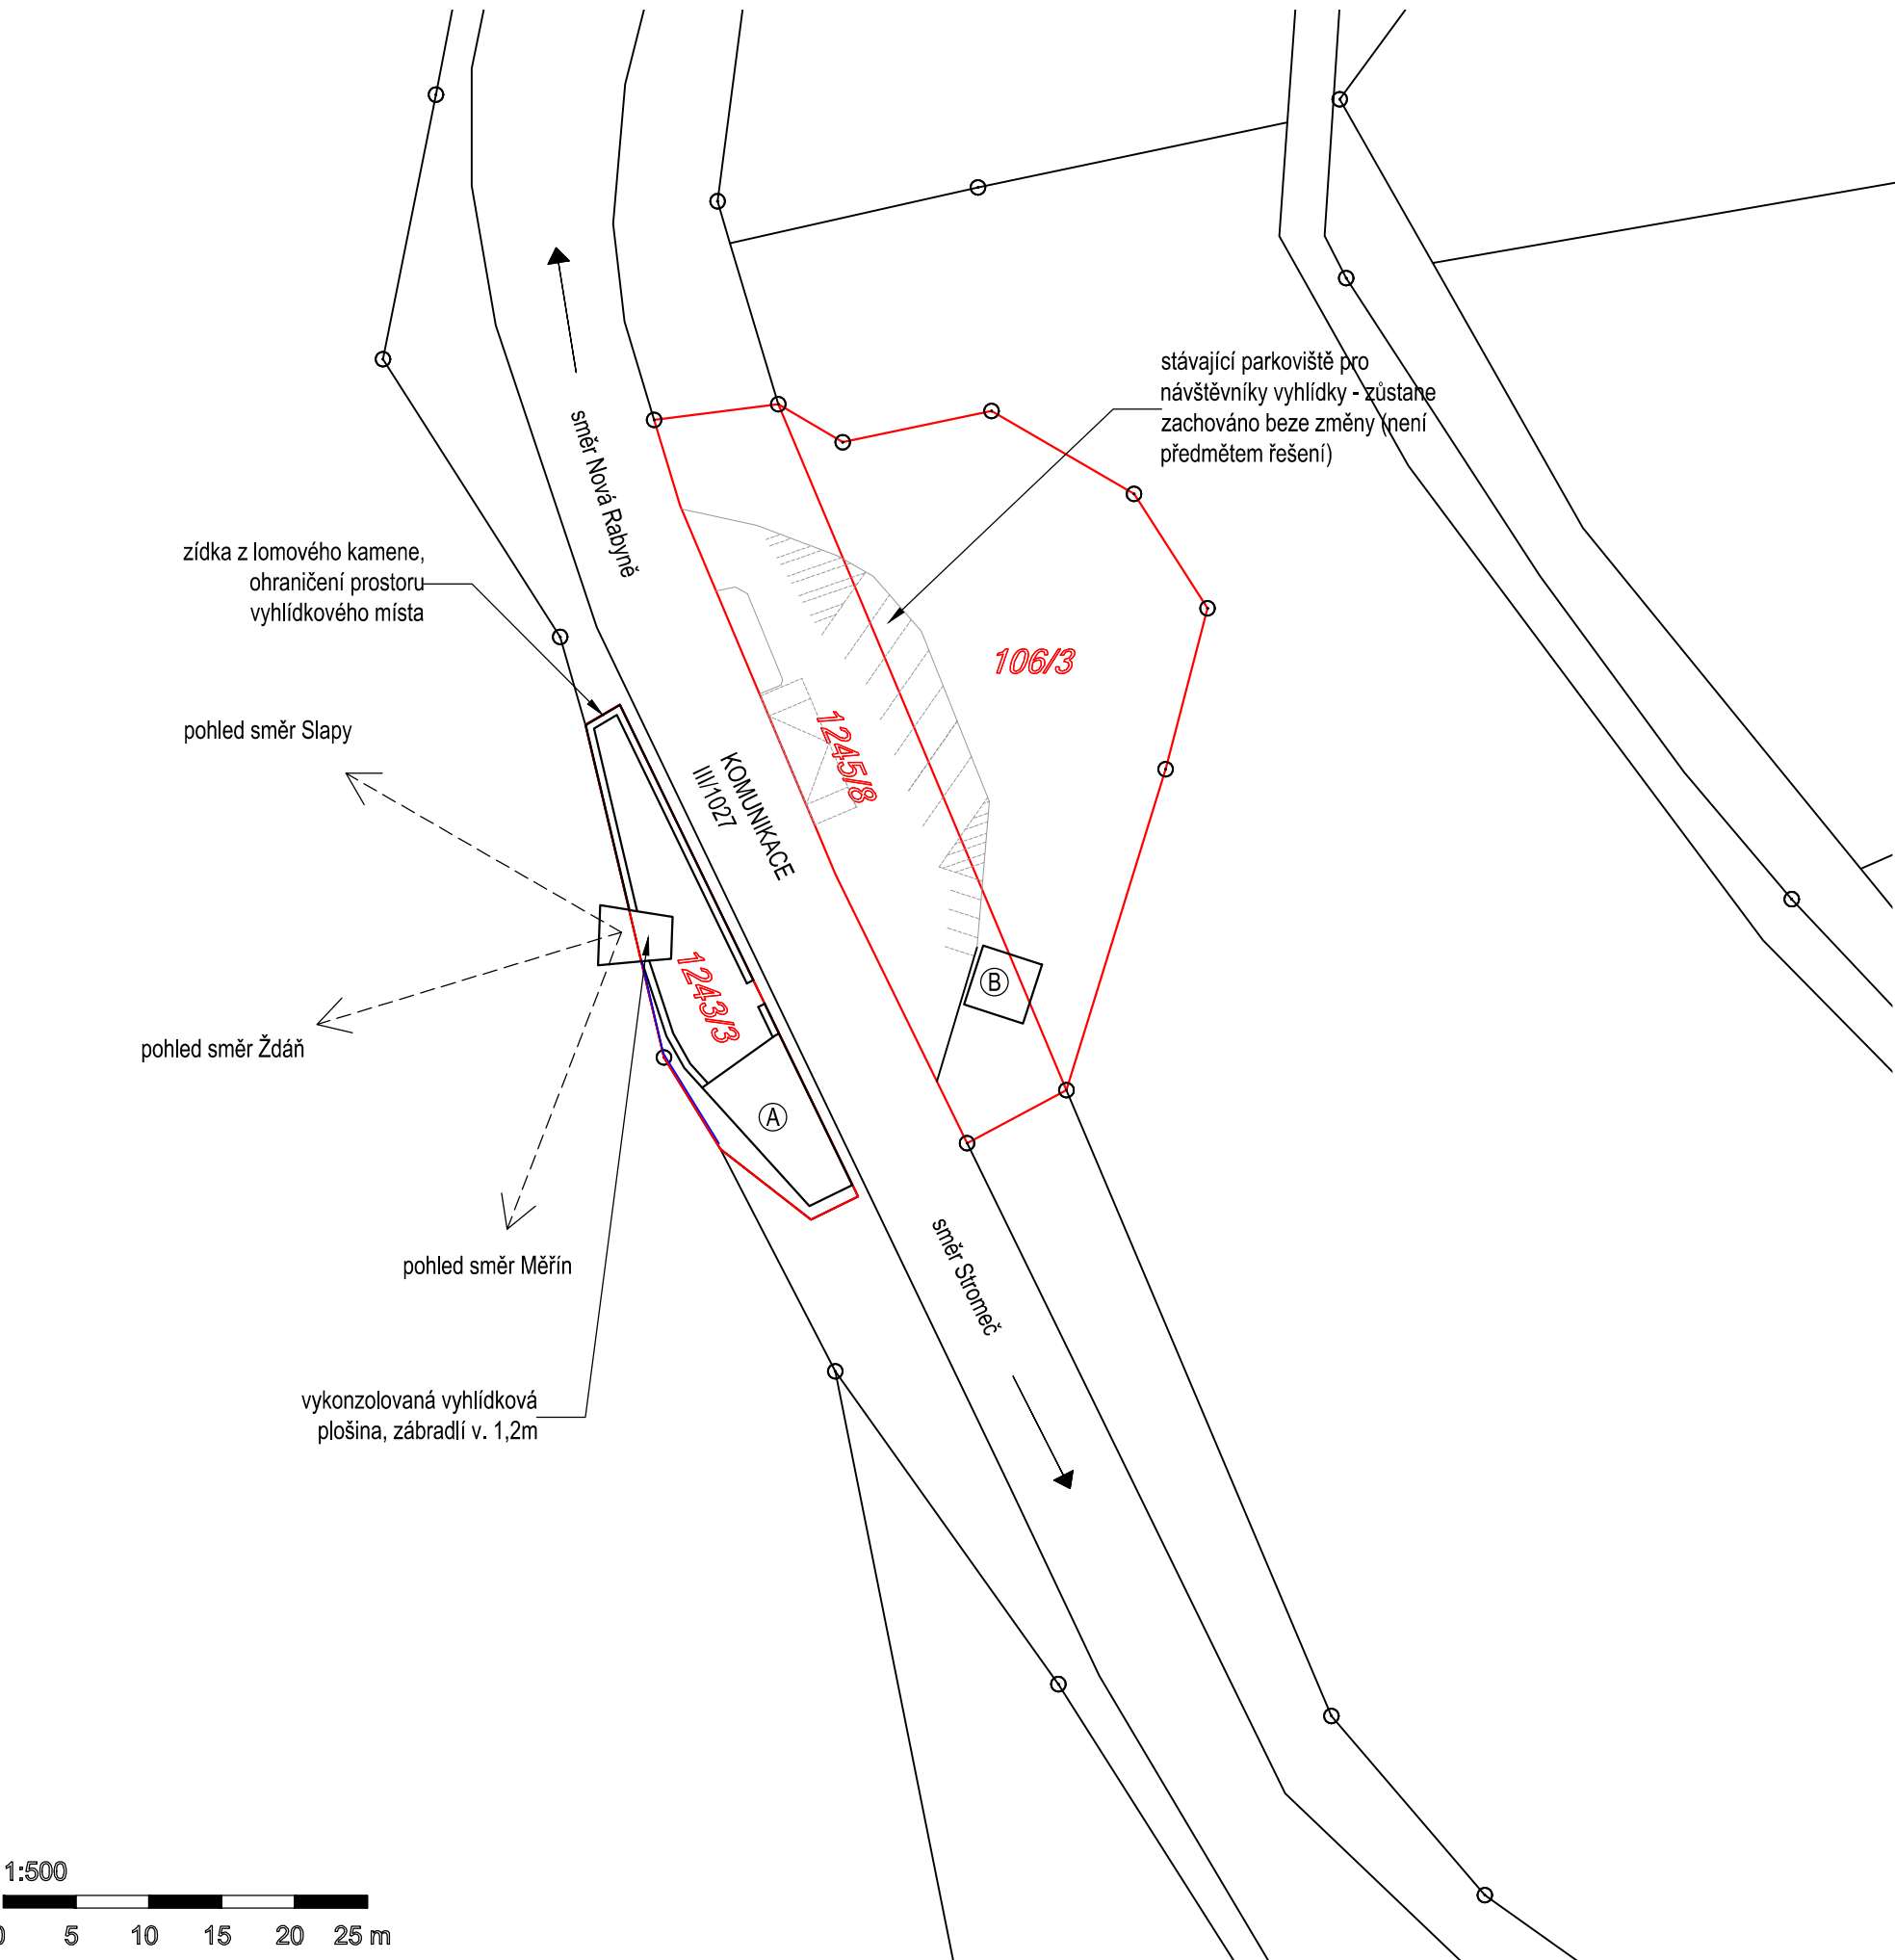 stávající parkoviště pro
návštěvníky vyhlídky - zůstane
zachováno beze změny (není
předmětem řešení)
směr Nová Rabyně
zídka z lomového kamene,
ohraničení prostoru
vyhlídkového místa
106/3
pohled směr Slapy
1245/8
KOMUNIKACE
III/1027
1243/3
B
pohled směr Ždáň
A
pohled směr Měřín
směr Stromeč
vykonzolovaná vyhlídková
plošina, zábradlí v. 1,2m
1:500
0 5 10 15 20 25 m